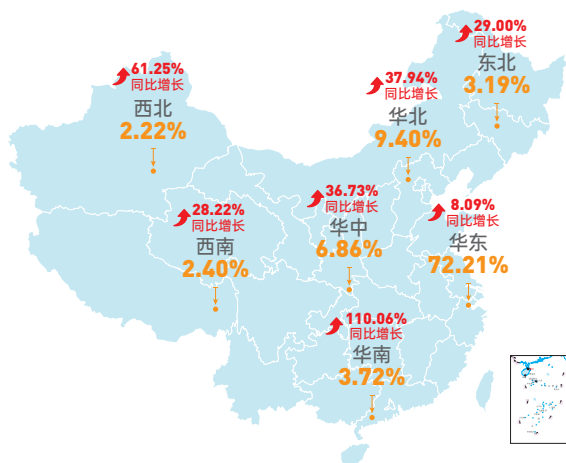 29.00%
同比增长
东北
3.19%
61.25%
同比增长
西北
2.22%
37.94%
同比增长
华北
9.40%
36.73%
同比增长
华中
6.86%
28.22%
同比增长
西南
2.40%
8.09%
同比增长
华东
72.21%
110.06%
同比增长
华南
3.72%